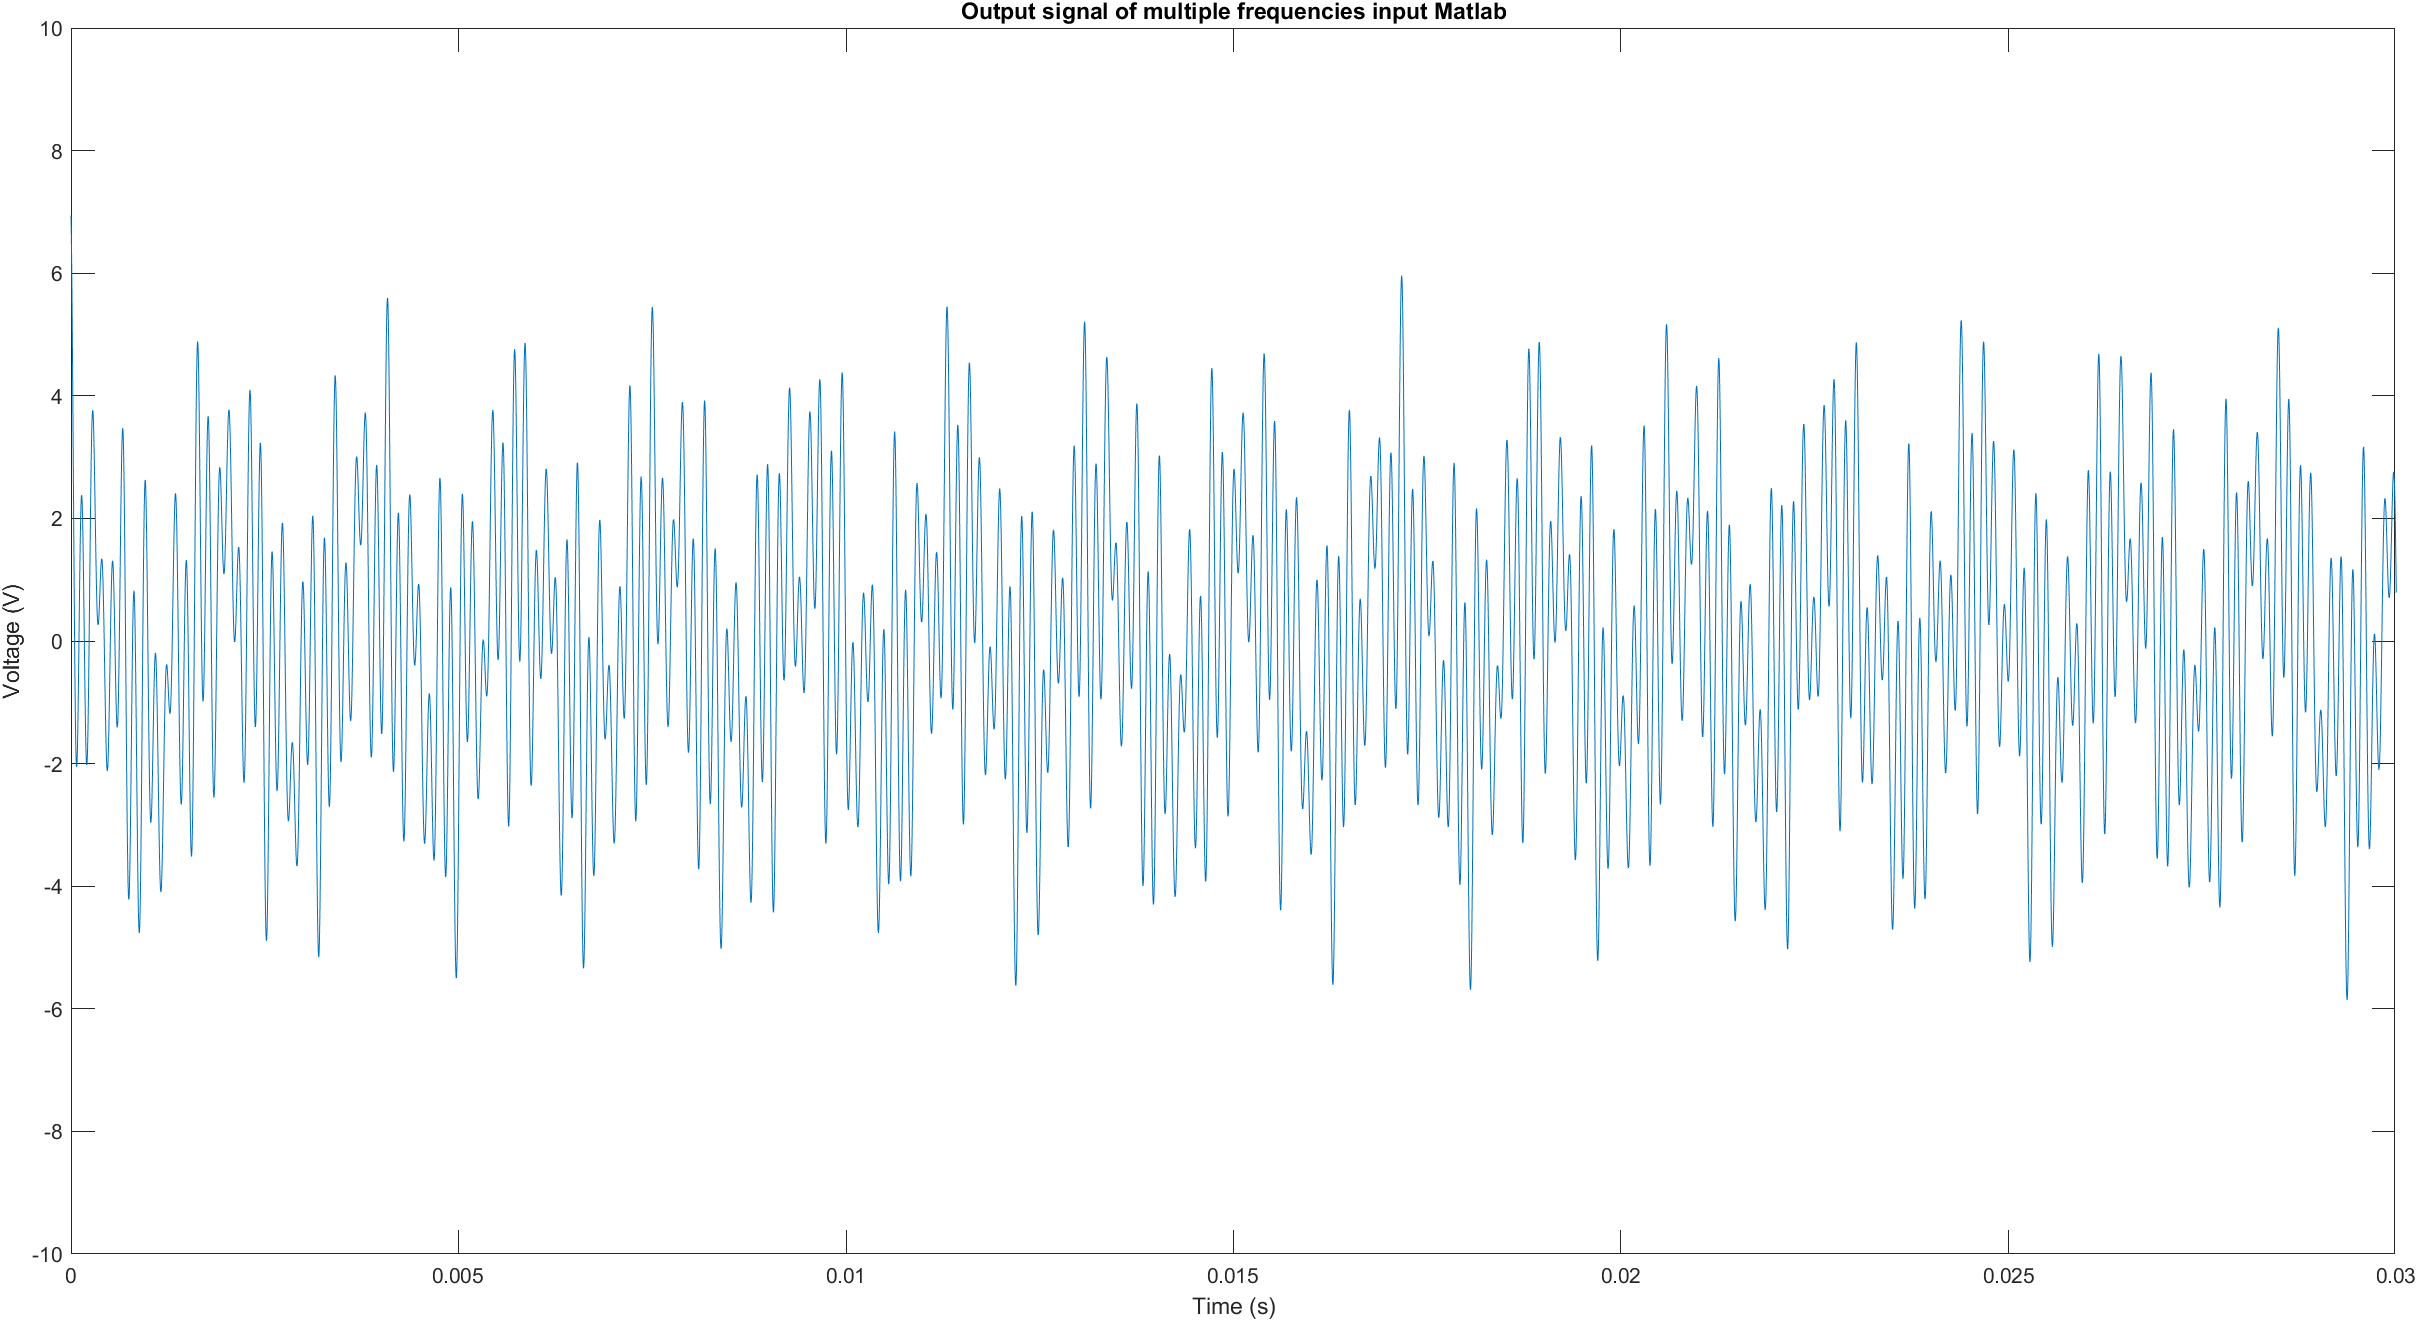 Output signal of multiple frequencies input Matlab
10
8
6
4
2
0
-2
-4
-6
-8
-10
Voltage (V)
0 0.005 0.01 0.015 0.02 0.025 0.03
Time (s)